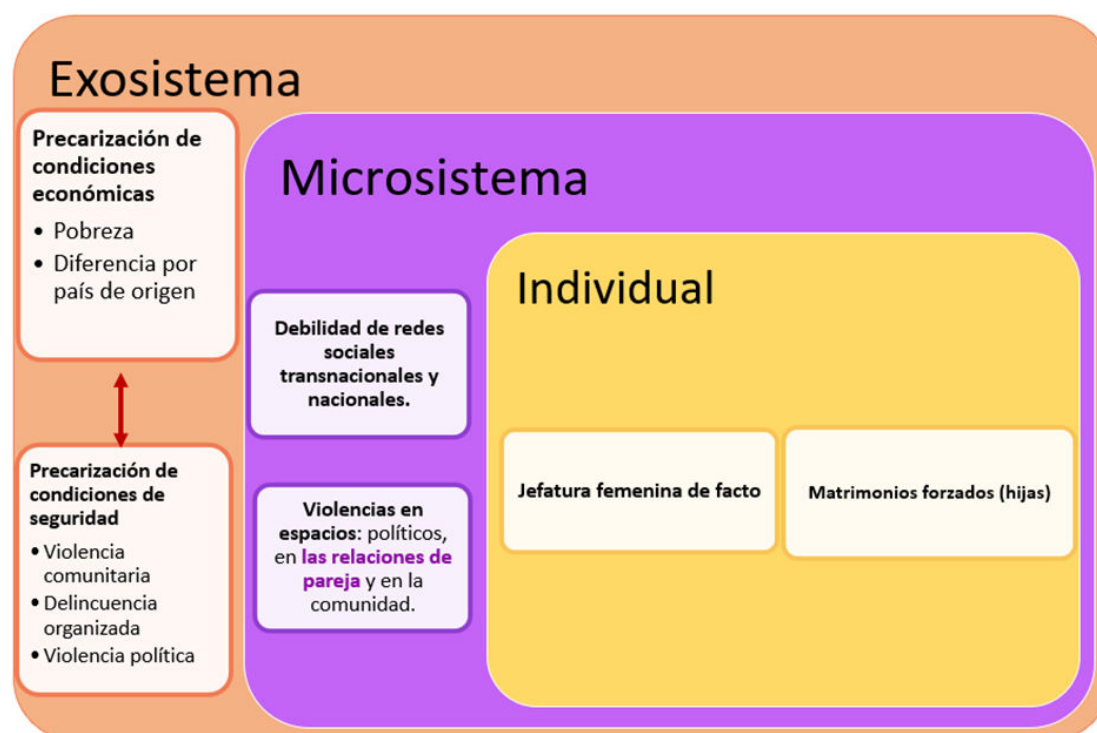 Exosistema
Precarización de
condiciones
económicas
• Pobreza
• Diferencia por
país de origen
Precarización de
condiciones de
seguridad
• Violencia
comunitaria
• Delincuencia
organizada
• Violencia política
Microsistema
Debilidad de redes
sociales
transnacionales y
nacionales.
Violencias en
espacios: políticos,
en las relaciones de
pareja y en la
comunidad.
Individual
Jefatura femenina de facto
Matrimonios forzados (hijas)